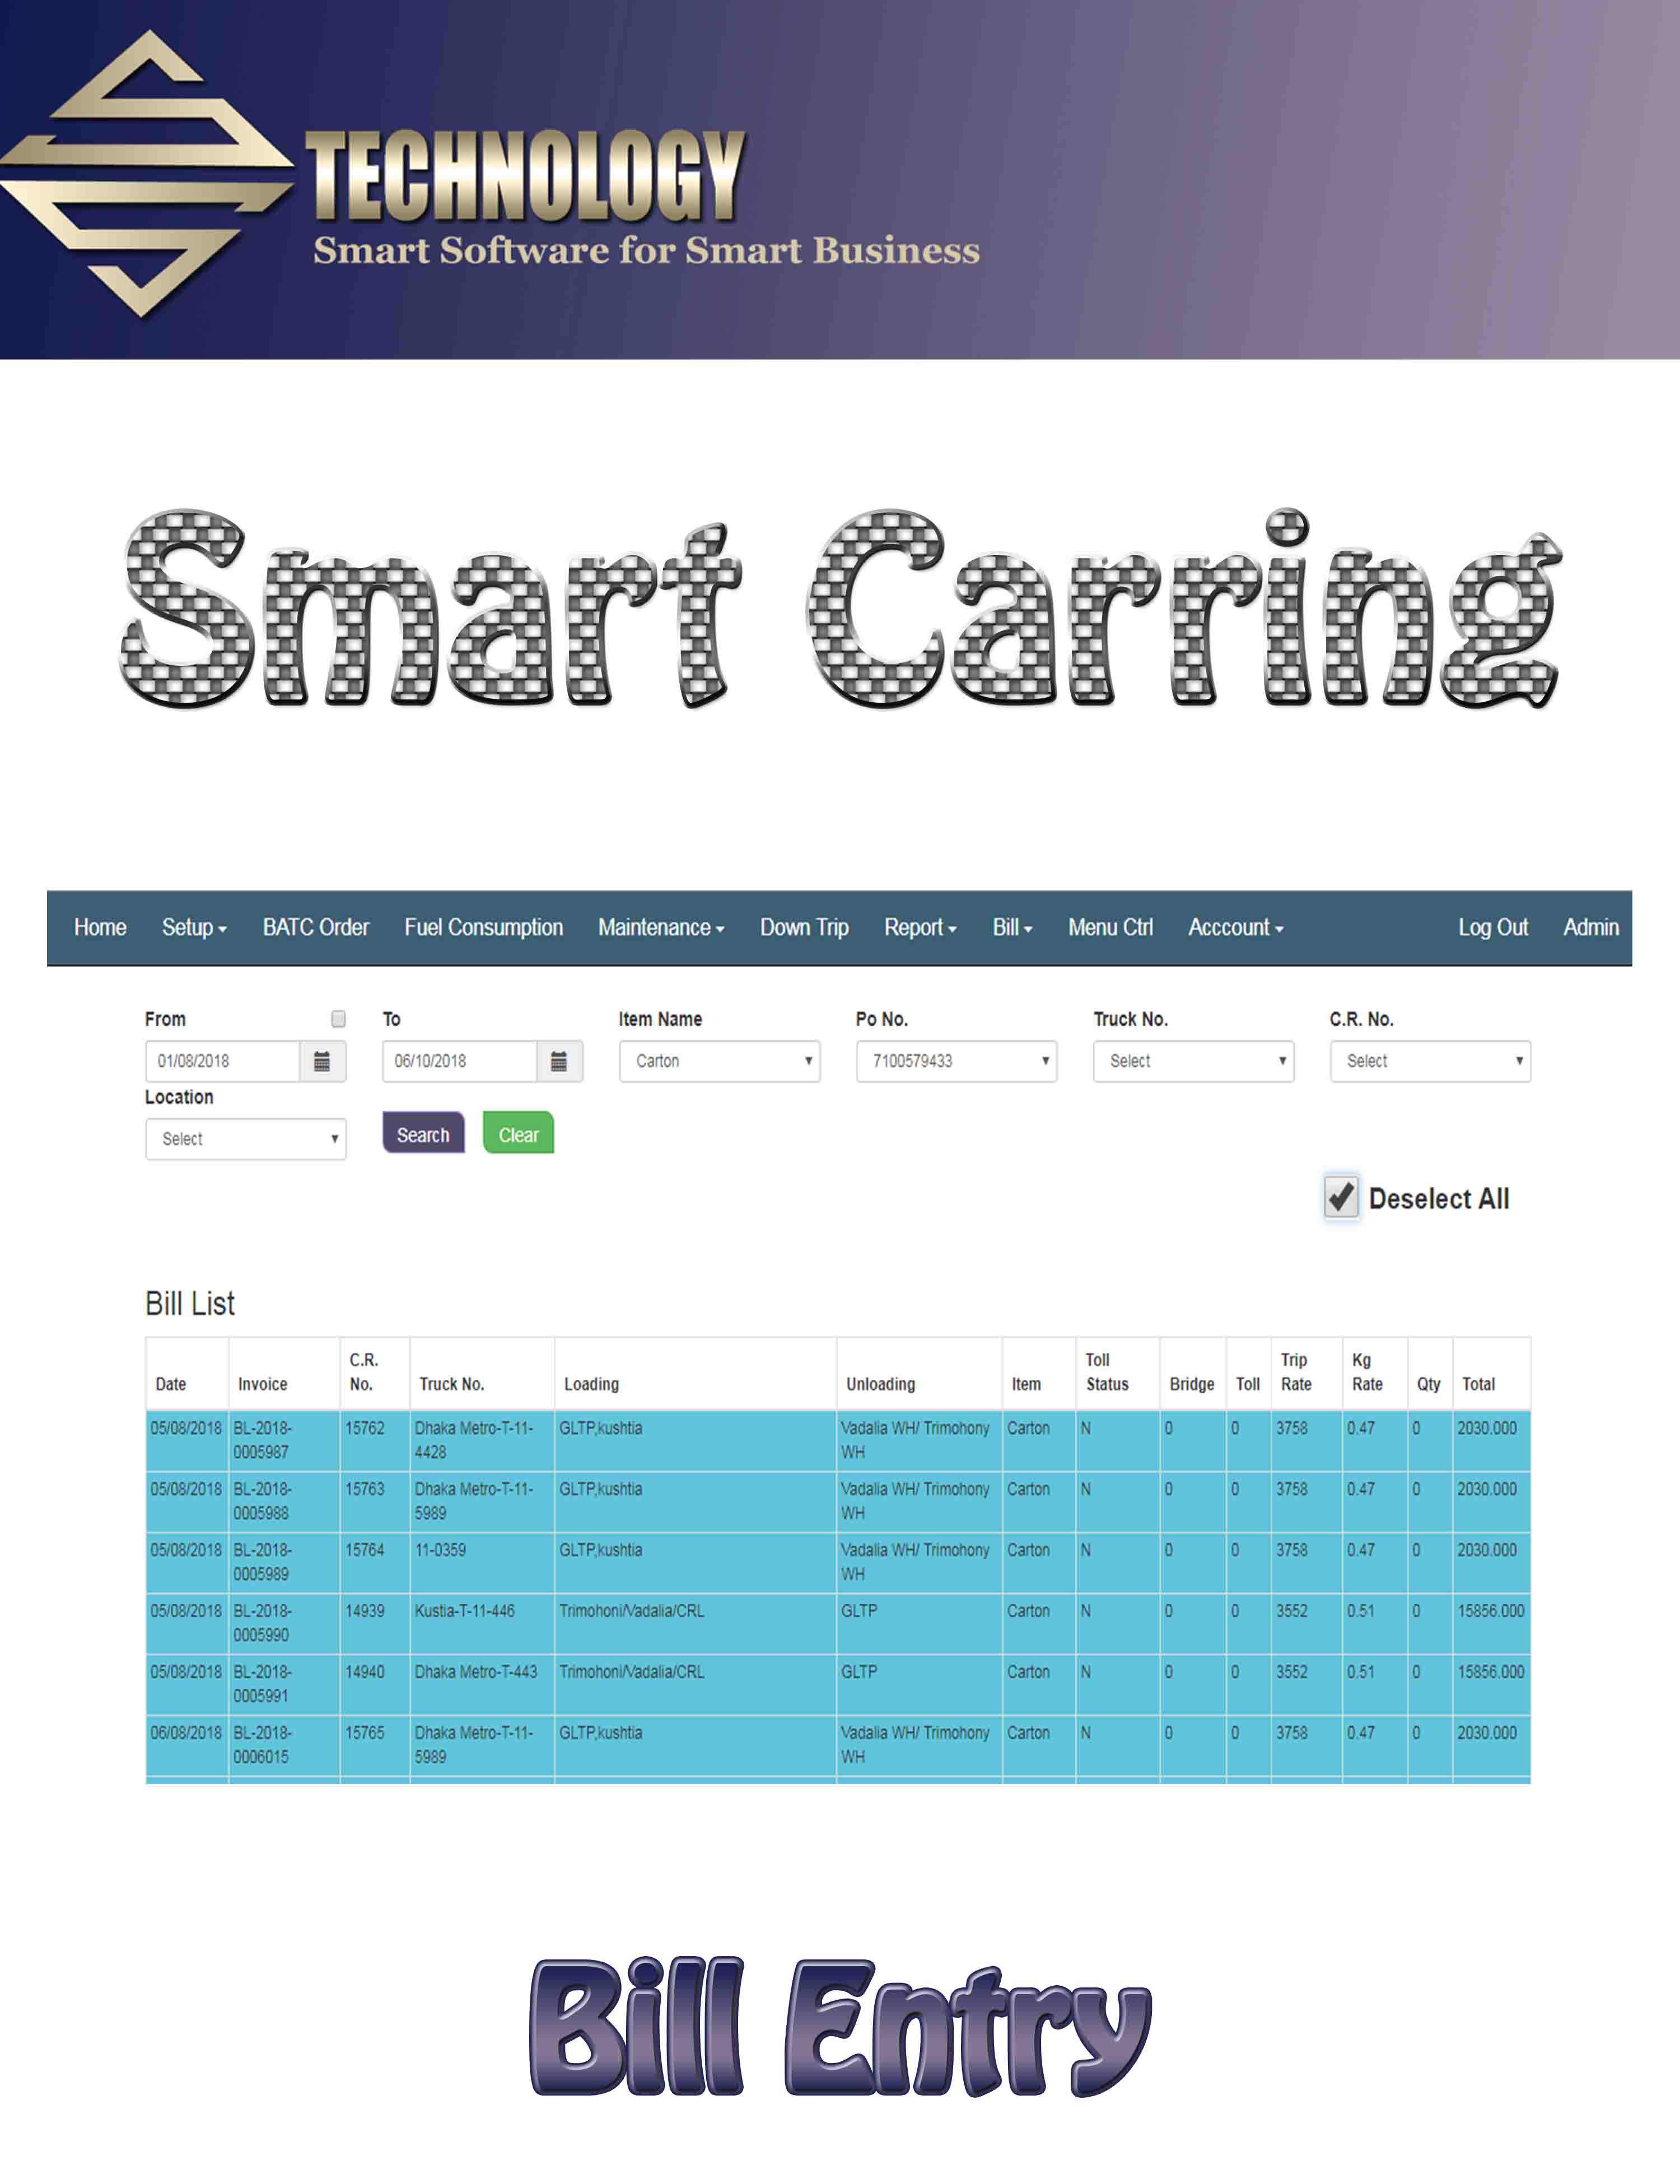 TECHNOLOGY
Smart Software for Smart Business
Smart Carring
Home Setup BATC Order Fuel Consumption Maintenance Down Trip Report Bill Menu Ctrl Acccount Log Out Admin
From To Item Name Po No. Truck No. C.R. No.
01/08/2018 06/10/2018 Carton 7100579433 Select Select
Location
Select Search Clear
Deselect All
Bill List
Date Invoice C.R. No. Truck No. Loading Unloading Item Toll Status Bridge Toll Trip Rate Kg Rate Qty Total
05/08/2018 BL-2018-0005987 15762 Dhaka Metro-T-11-4428 GLTP,kushtia Vadalia WH/ Trimohony WH Carton N 0 0 3758 0.47 0 2030.000
05/08/2018 BL-2018-0005988 15763 Dhaka Metro-T-11-5989 GLTP,kushtia Vadalia WH/ Trimohony WH Carton N 0 0 3758 0.47 0 2030.000
05/08/2018 BL-2018-0005989 15764 11-0359 GLTP,kushtia Vadalia WH/ Trimohony WH Carton N 0 0 3758 0.47 0 2030.000
05/08/2018 BL-2018-0005990 14939 Kustia-T-11-446 Trimohoni/Vadalia/CRL GLTP Carton N 0 0 3552 0.51 0 15856.000
05/08/2018 BL-2018-0005991 14940 Dhaka Metro-T-443 Trimohoni/Vadalia/CRL GLTP Carton N 0 0 3552 0.51 0 15856.000
06/08/2018 BL-2018-0006015 15765 Dhaka Metro-T-11-5989 GLTP,kushtia Vadalia WH/ Trimohony WH Carton N 0 0 3758 0.47 0 2030.000
Bill Entry